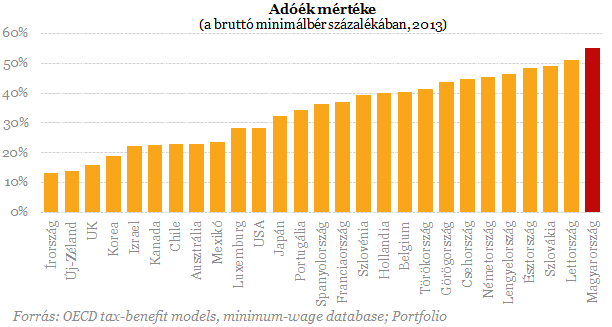 Adóék mértéke
(a bruttó minimálbér százalékában, 2013)
60%
50%
40%
30%
20%
10%
0%
Írország
Új-Zéland
UK
Korea
Izrael
Kanada
Chile
Ausztrália
Mexikó
Luxemburg
USA
Japán
Portugália
Spanyolország
Franciaország
Szlovénia
Hollandia
Belgium
Törökország
Görögország
Csehország
Németország
Lengyelország
Észtország
Szlovákia
Lettország
Magyarország
Forrás: OECD tax-benefit models, minimum-wage database; Portfolio